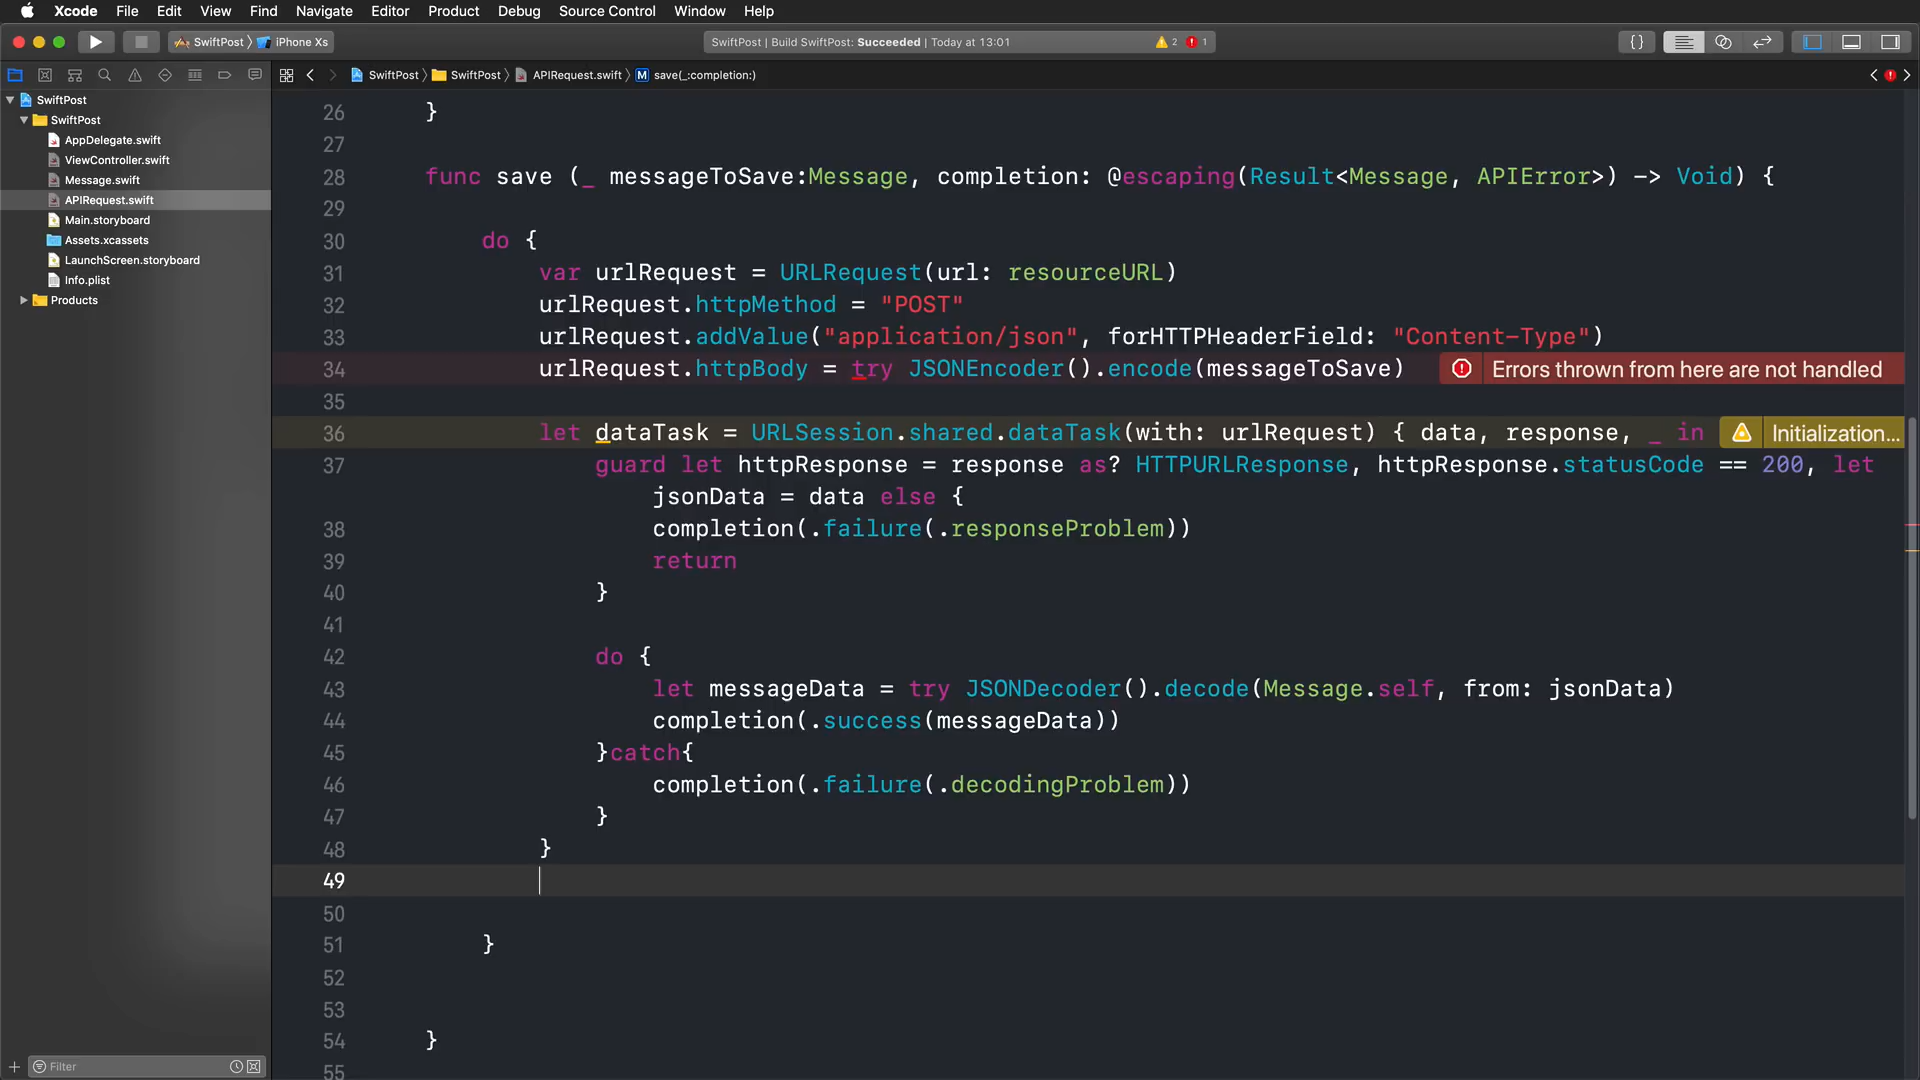 Xcode File Edit View Find Navigate Editor Product Debug Source Control Window Help
SwiftPost iPhone Xs
SwiftPost | Build SwiftPost: Succeeded | Today at 13:01 2 1
{}
SwiftPost SwiftPost APIRequest.swift M save(_:completion:)
SwiftPost
SwiftPost
AppDelegate.swift
ViewController.swift
Message.swift
APIRequest.swift
Main.storyboard
Assets.xcassets
LaunchScreen.storyboard
Info.plist
Products
Filter
26 }
27
28 func save (_ messageToSave:Message, completion: @escaping(Result<Message, APIError>) -> Void) {
29
30 do {
31 var urlRequest = URLRequest(url: resourceURL)
32 urlRequest.httpMethod = "POST"
33 urlRequest.addValue("application/json", forHTTPHeaderField: "Content-Type")
34 urlRequest.httpBody = try JSONEncoder().encode(messageToSave) Errors thrown from here are not handled
35
36 let dataTask = URLSession.shared.dataTask(with: urlRequest) { data, response, _ in Initialization...
37 guard let httpResponse = response as? HTTPURLResponse, httpResponse.statusCode == 200, let
jsonData = data else {
38 completion(.failure(.responseProblem))
39 return
40 }
41
42 do {
43 let messageData = try JSONDecoder().decode(Message.self, from: jsonData)
44 completion(.success(messageData))
45 }catch{
46 completion(.failure(.decodingProblem))
47 }
48 }
49
50
51 }
52
53
54 }
55